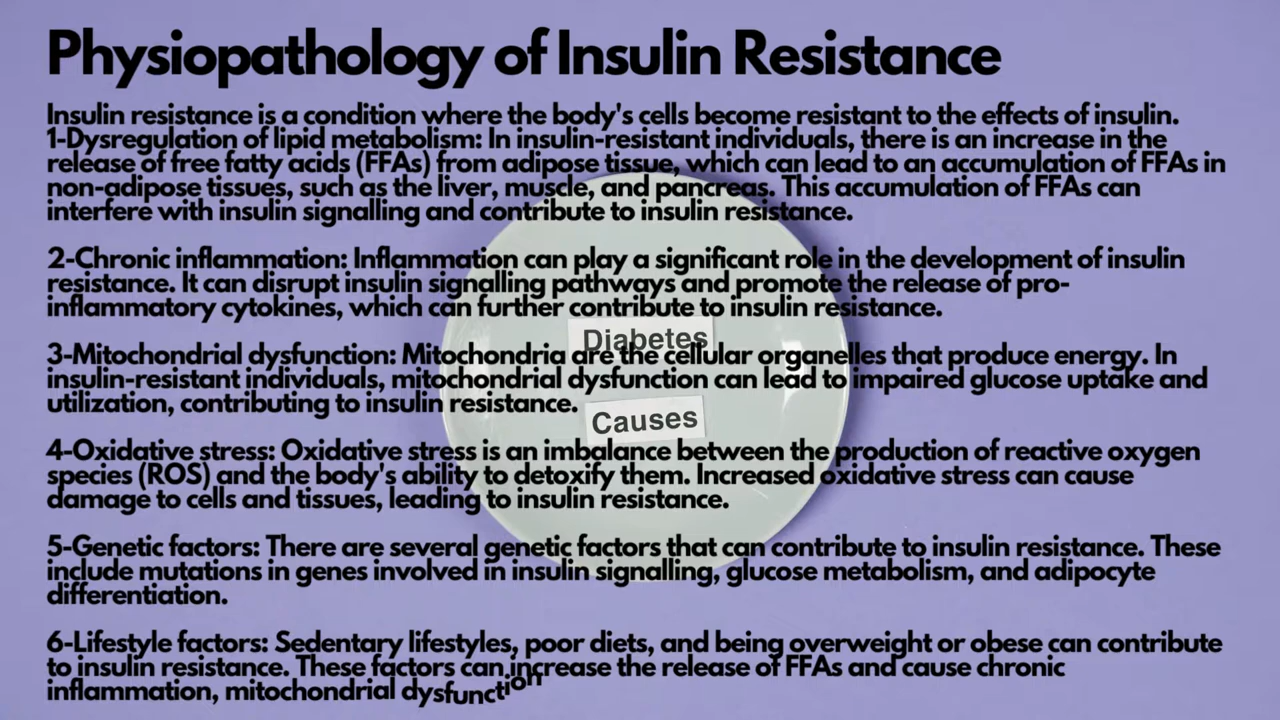 Physiopathology of Insulin Resistance
Insulin resistance is a condition where the body's cells become resistant to the effects of insulin.
1-Dysregulation of lipid metabolism: In insulin-resistant individuals, there is an increase in the
release of free fatty acids (FFAs) from adipose tissue, which can lead to an accumulation of FFAs in
non-adipose tissues, such as the liver, muscle, and pancreas. This accumulation of FFAs can
interfere with insulin signalling and contribute to insulin resistance.
2-Chronic inflammation: Inflammation can play a significant role in the development of insulin
resistance. It can disrupt insulin signalling pathways and promote the release of pro-
inflammatory cytokines, which can further contribute to insulin resistance.
Diabetes
3-Mitochondrial dysfunction: Mitochondria are the cellular organelles that produce energy. In
insulin-resistant individuals, mitochondrial dysfunction can lead to impaired glucose uptake and
utilization, contributing to insulin resistance.
Causes
4-Oxidative stress: Oxidative stress is an imbalance between the production of reactive oxygen
species (ROS) and the body's ability to detoxify them. Increased oxidative stress can cause
damage to cells and tissues, leading to insulin resistance.
5-Genetic factors: There are several genetic factors that can contribute to insulin resistance. These
include mutations in genes involved in insulin signalling, glucose metabolism, and adipocyte
differentiation.
6-Lifestyle factors: Sedentary lifestyles, poor diets, and being overweight or obese can contribute
to insulin resistance. These factors can increase the release of FFAs and cause chronic
inflammation, mitochondrial dysfunction